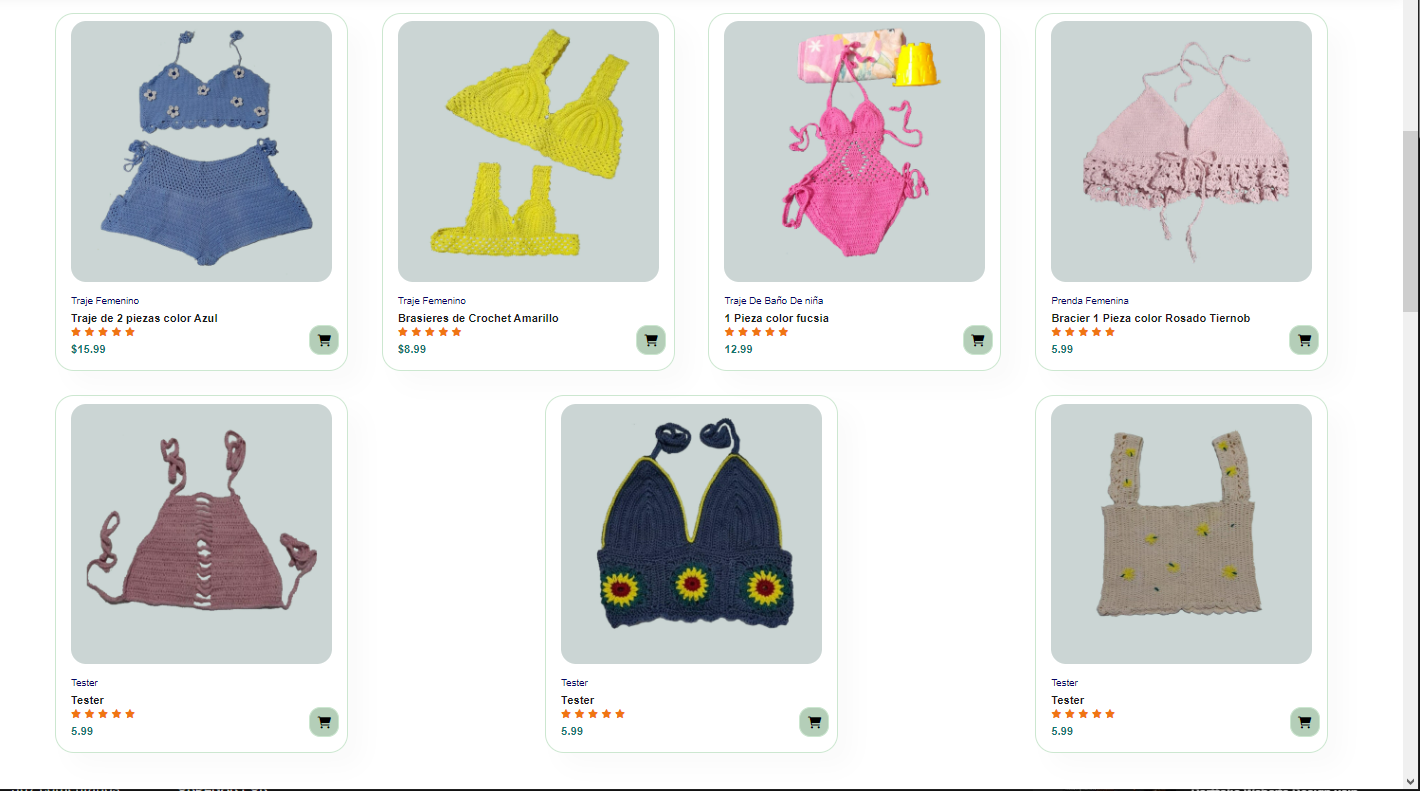 Traje Femenino
Traje de 2 piezas color Azul
$15.99
Traje Femenino
Brasieres de Crochet Amarillo
$8.99
Traje De Baño De niña
1 Pieza color fucsia
12.99
Prenda Femenina
Bracier 1 Pieza color Rosado Tiernob
5.99
Tester
Tester
5.99
Tester
Tester
5.99
Tester
Tester
5.99